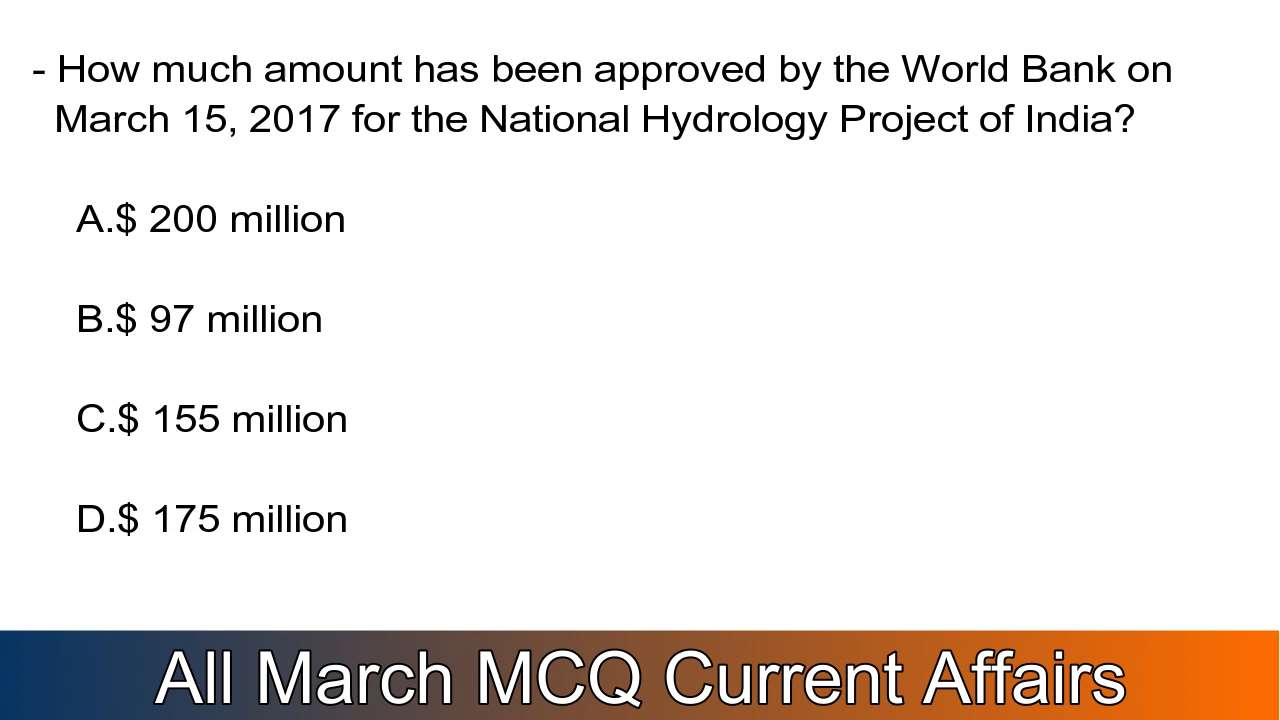 - How much amount has been approved by the World Bank on
March 15, 2017 for the National Hydrology Project of India?
A.$ 200 million
B.$ 97 million
C.$ 155 million
D.$ 175 million
All March MCQ Current Affairs